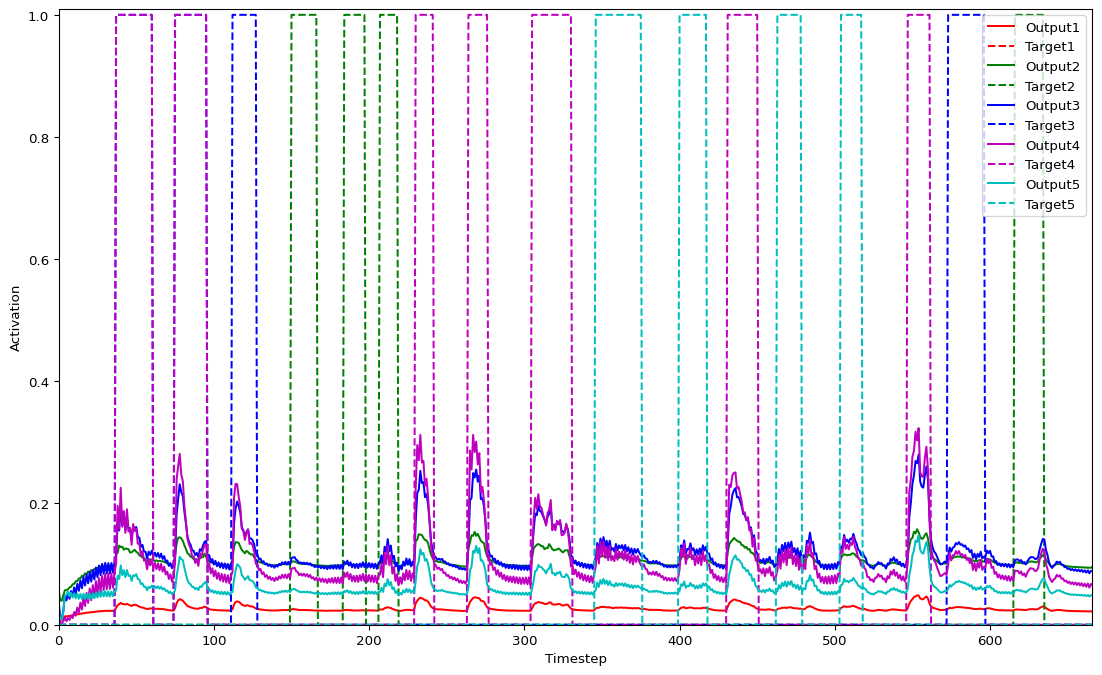 1.0
0.8
0.6
0.4
0.2
0.0
Activation
0
100
200
300
400
500
600
Timestep
Output1
Target1
Output2
Target2
Output3
Target3
Output4
Target4
Output5
Target5